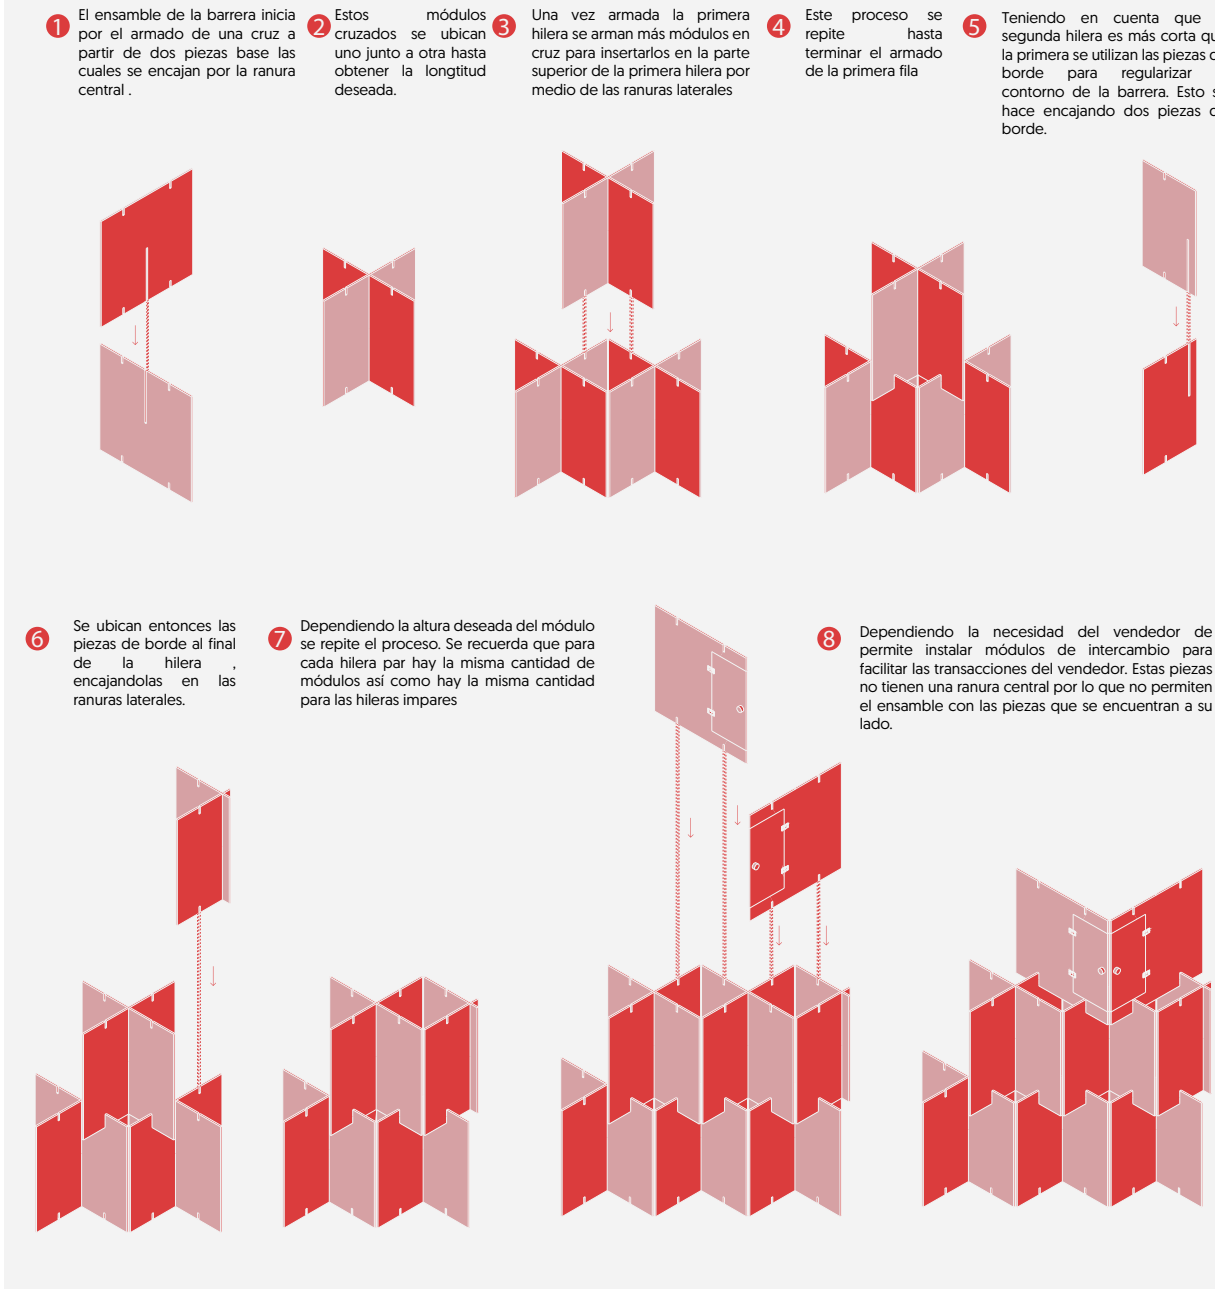 1
El ensamble de la barrera inicia
por el armado de una cruz a
partir de dos piezas base las
cuales se encajan por la ranura
central .
2
Estos módulos
cruzados se ubican
uno junto a otra hasta
obtener la longtitud
deseada.
3
Una vez armada la primera
hilera se arman más módulos en
cruz para insertarlos en la parte
superior de la primera hilera por
medio de las ranuras laterales
4
Este proceso se
repite hasta
terminar el armado
de la primera fila
5
Teniendo en cuenta que
segunda hilera es más corta
la primera se utilizan las piezas
borde para regularizar
contorno de la barrera. Esto
hace encajando dos piezas
borde.
6
Se ubican entonces las
piezas de borde al final
de la hilera ,
encajandolas en las
ranuras laterales.
7
Dependiendo la altura deseada del módulo
se repite el proceso. Se recuerda que para
cada hilera par hay la misma cantidad de
módulos así como hay la misma cantidad
para las hileras impares
8
Dependiendo la necesidad del vendedor de
permite instalar módulos de intercambio para
facilitar las transacciones del vendedor. Estas piezas
no tienen una ranura central por lo que no permiten
el ensamble con las piezas que se encuentran a su
lado.